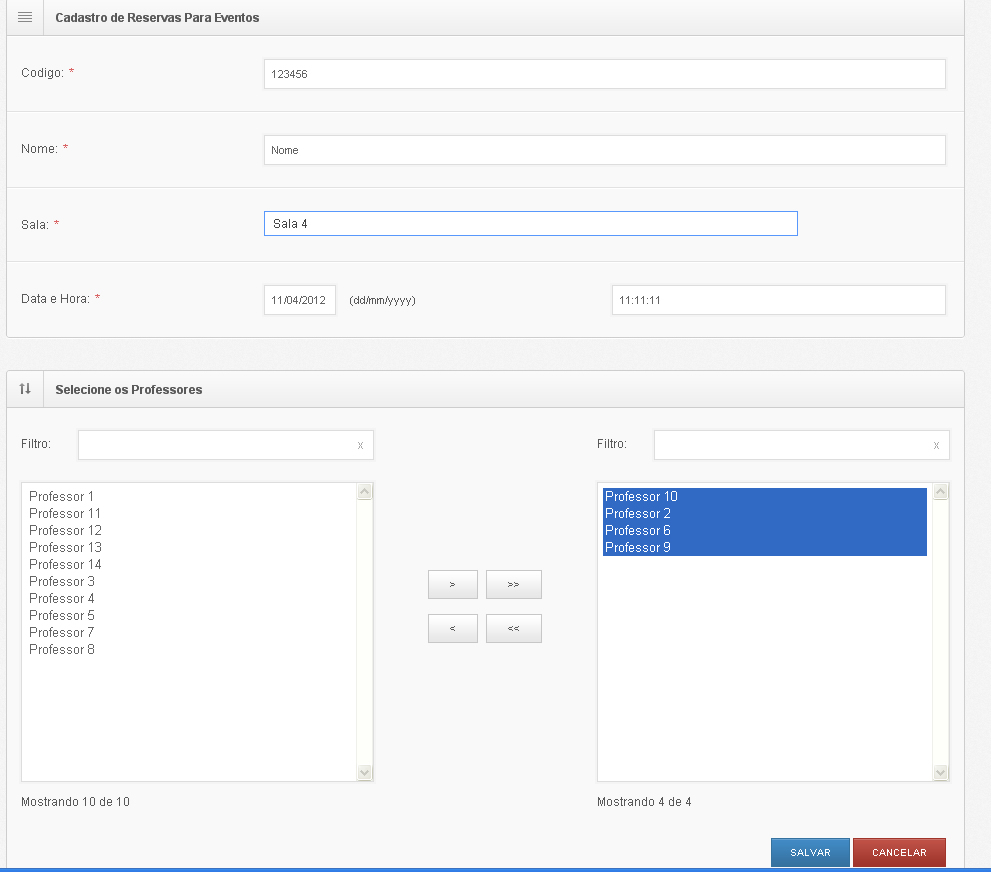 Cadastro de Reservas Para Eventos
Codigo: *
123456
Nome: *
Nome
Sala: *
Sala 4
Data e Hora: *
11/04/2012
(dd/mm/yyyy)
11:11:11
Selecione os Professores
Filtro:
x
Professor 1
Professor 11
Professor 12
Professor 13
Professor 14
Professor 3
Professor 4
Professor 5
Professor 7
Professor 8
Mostrando 10 de 10
>
>>
<
<<
Filtro:
x
Professor 10
Professor 2
Professor 6
Professor 9
Mostrando 4 de 4
SALVAR
CANCELAR